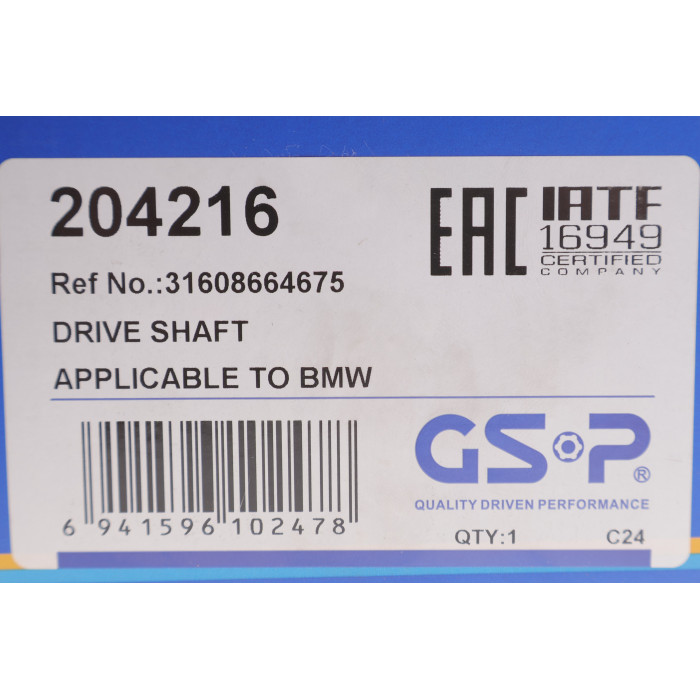 204216
EAC
IATF
16949
CERTIFIED
COMPANY
Ref No.:31608664675
DRIVE SHAFT
APPLICABLE TO BMW
GSP®
QUALITY DRIVEN PERFORMANCE
6 941596 102478
QTY:1
C24